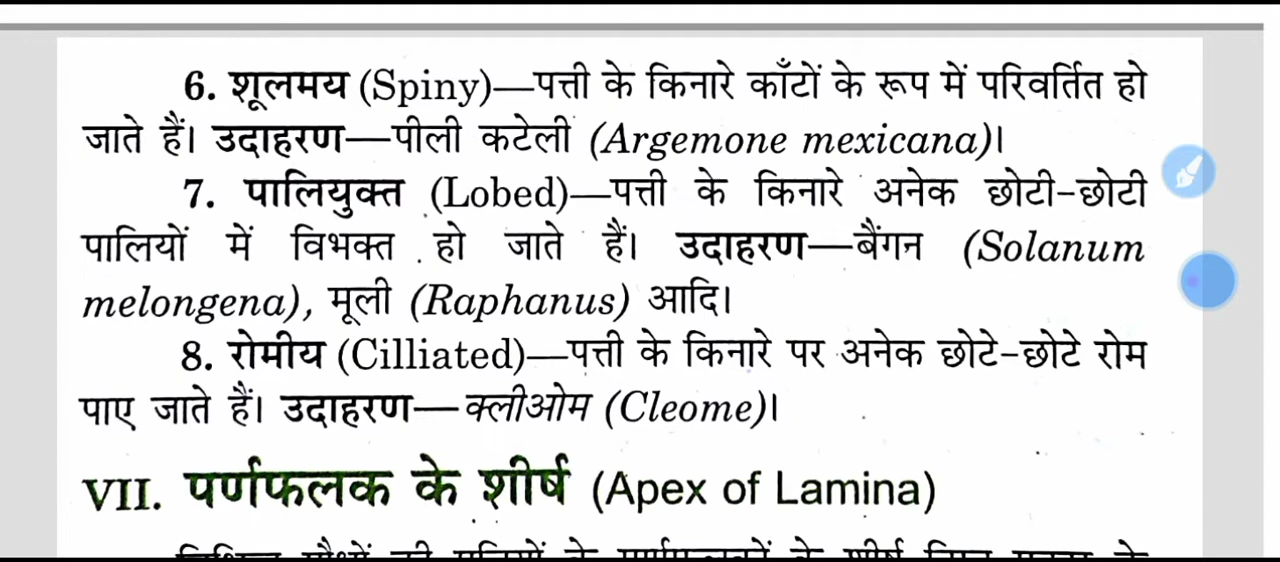 6. शूलमय (Spiny)—पत्ती के किनारे काँटों के रूप में परिवर्तित हो
जाते हैं। उदाहरण—पीली कटेली (Argemone mexicana)।
7. पालियुक्त (Lobed)—पत्ती के किनारे अनेक छोटी-छोटी
पालियों में विभक्त हो जाते हैं। उदाहरण—बैंगन (Solanum
melongena), मूली (Raphanus) आदि।
8. रोमीय (Cilliated)—पत्ती के किनारे पर अनेक छोटे-छोटे रोम
पाए जाते हैं। उदाहरण—क्लीओम (Cleome)।
VII. पर्णफलक के शीर्ष (Apex of Lamina)